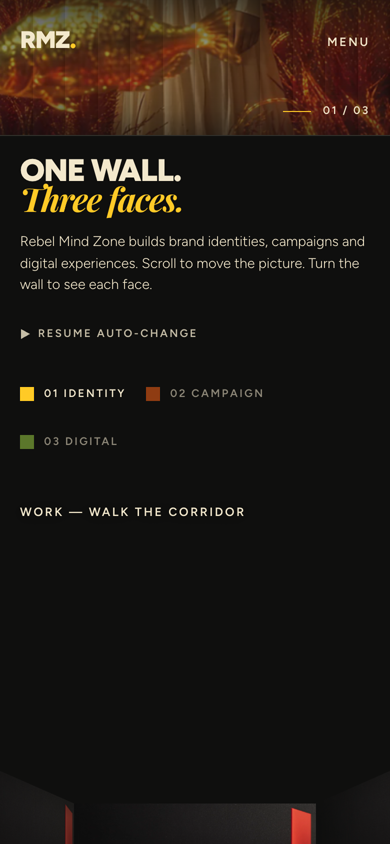 RMZ.
MENU
01 / 03
ONE WALL.
Three faces.
Rebel Mind Zone builds brand identities, campaigns and
digital experiences. Scroll to move the picture. Turn the
wall to see each face.
RESUME AUTO-CHANGE
01 IDENTITY
02 CAMPAIGN
03 DIGITAL
WORK — WALK THE CORRIDOR